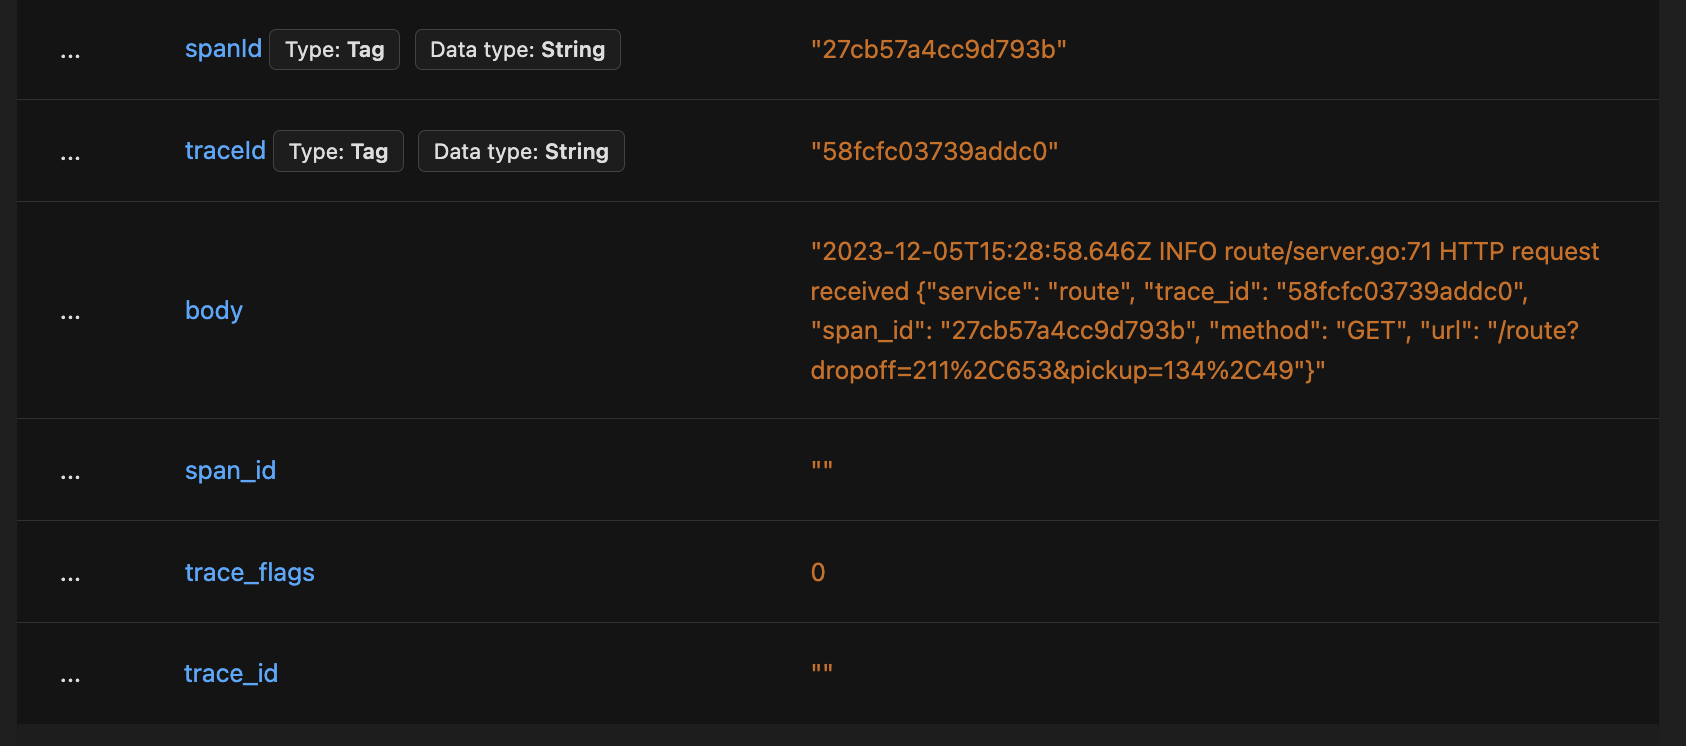 ... spanId Type: Tag Data type: String "27cb57a4cc9d793b"
... traceId Type: Tag Data type: String "58fcfc03739addc0"
"2023-12-05T15:28:58.646Z INFO route/server.go:71 HTTP request
received {"service": "route", "trace_id": "58fcfc03739addc0",
... body
"span_id": "27cb57a4cc9d793b", "method": "GET", "url": "/route?
dropoff=211%2C653&pickup=134%2C49"}"
... span_id ""
... trace_flags 0
... trace_id ""